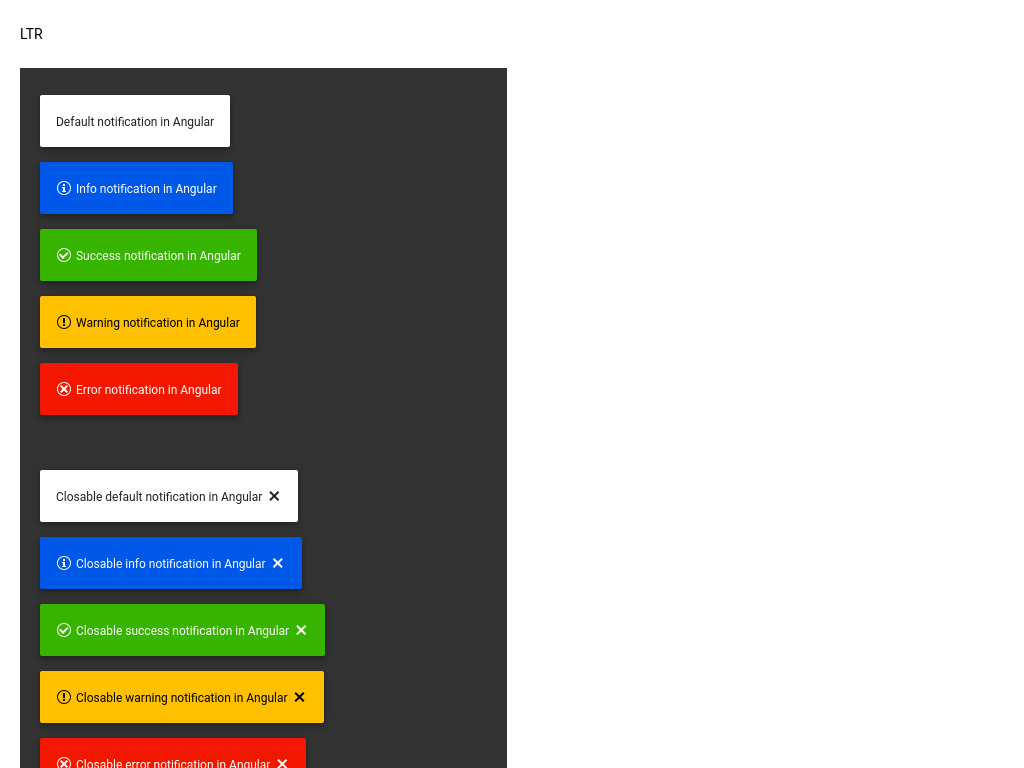 LTR
Default notification in Angular
Info notification in Angular
Success notification in Angular
Warning notification in Angular
Error notification in Angular
Closable default notification in Angular
Closable info notification in Angular
Closable success notification in Angular
Closable warning notification in Angular
Closable error notification in Angular